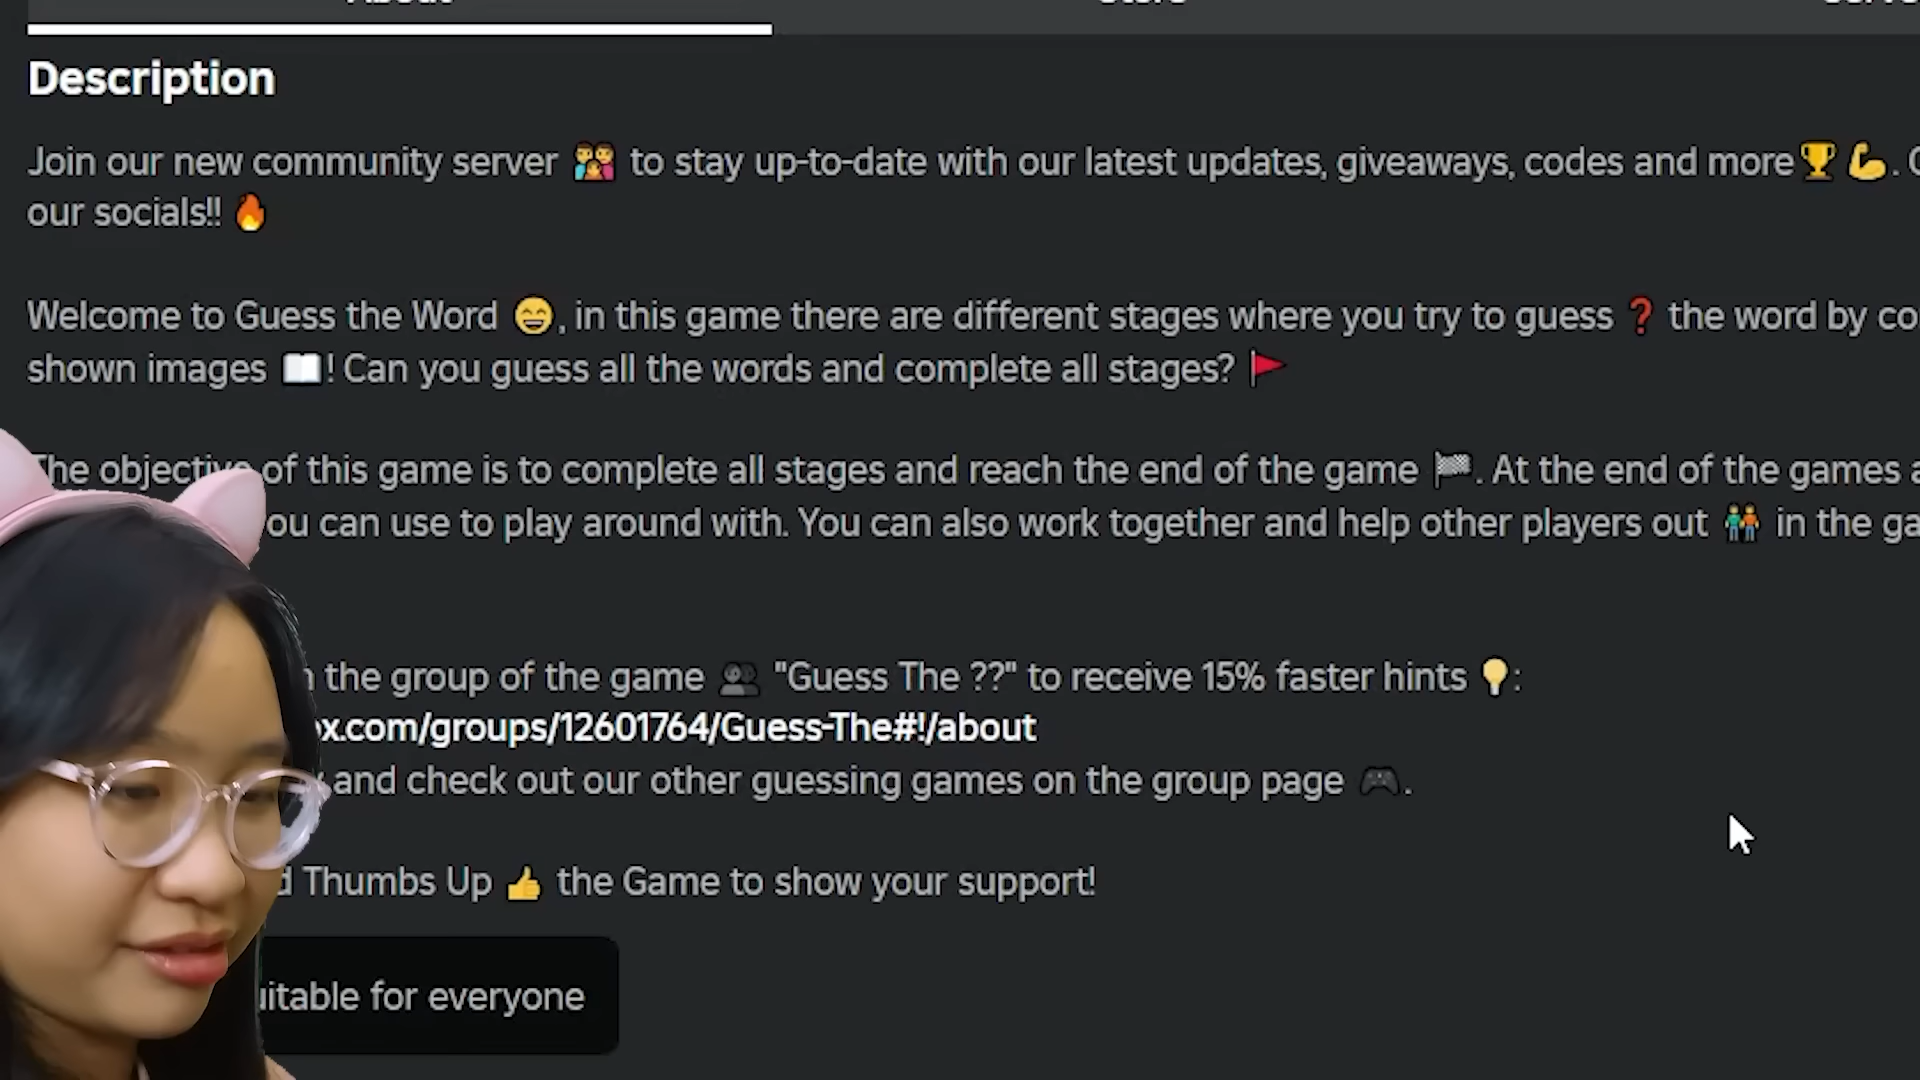 About
Store
Description
Join our new community server to stay up-to-date with our latest updates, giveaways, codes and more .
our socials!!
Welcome to Guess the Word , in this game there are different stages where you try to guess ❓ the word by
shown images ! Can you guess all the words and complete all stages?
The objective of this game is to complete all stages and reach the end of the game . At the end of the games
you can use to play around with. You can also work together and help other players out in the
the group of the game "Guess The ??" to receive 15% faster hints :
ox.com/groups/12601764/Guess-The#!/about
and check out our other guessing games on the group page .
Thumbs Up the Game to show your support!
uitable for everyone